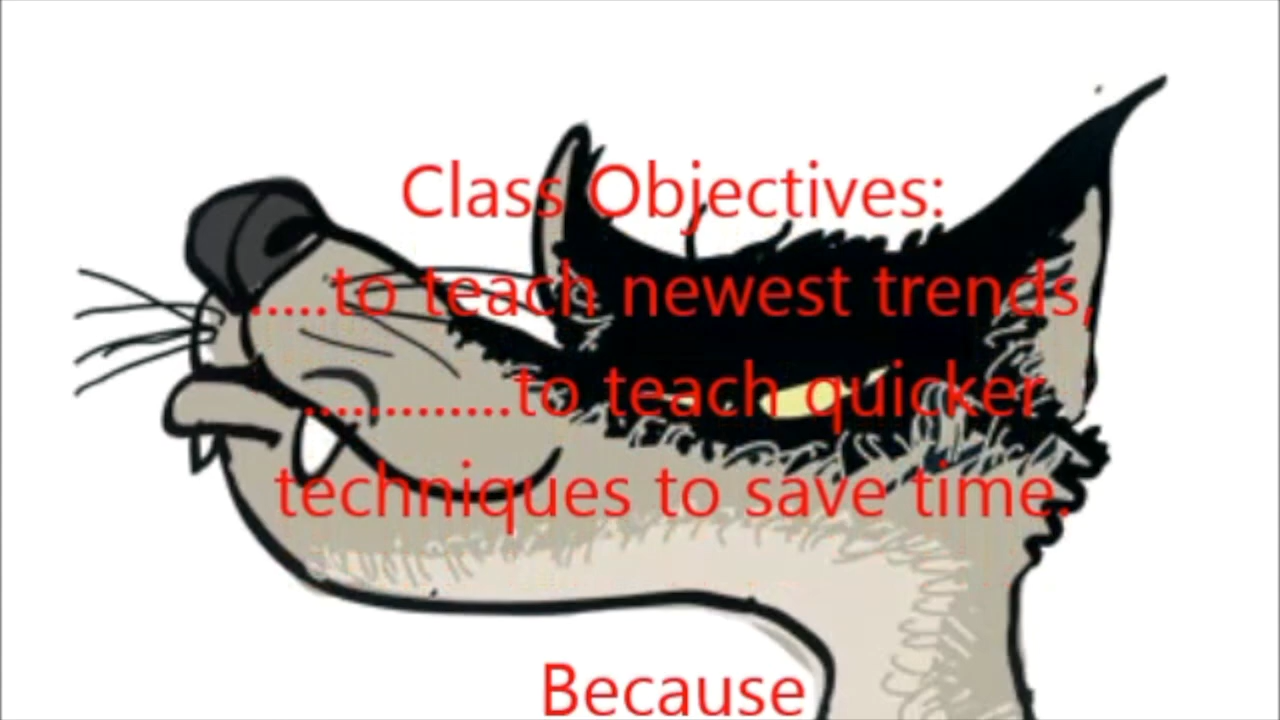 Class Objectives:
.....to teach newest trends,
.............to teach quicker
techniques to save time.
Because